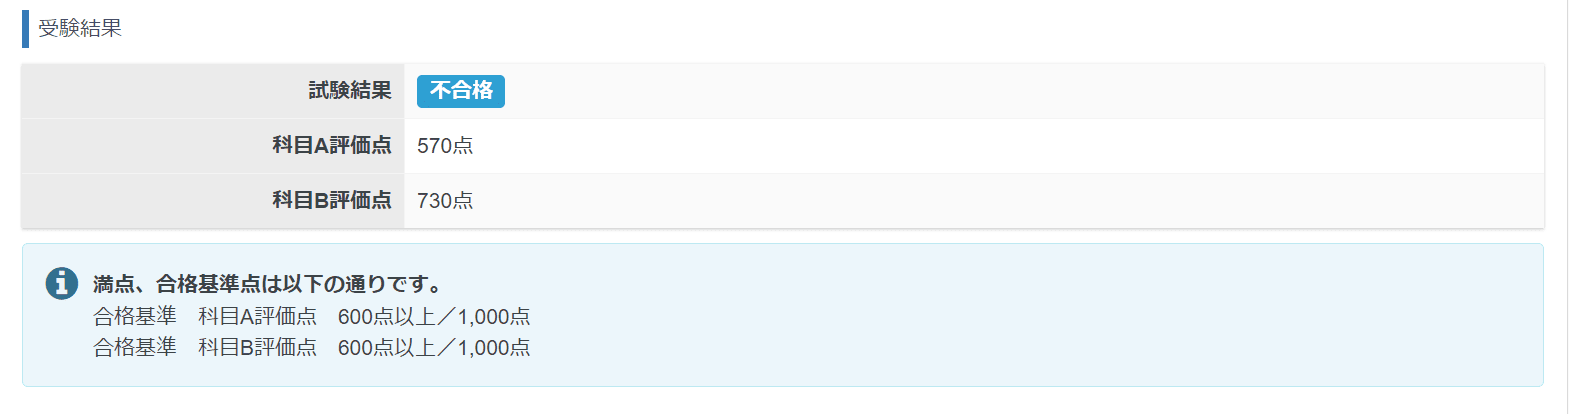 受験結果
試験結果 不合格
科目A評価点 570点
科目B評価点 730点
満点、合格基準点は以下の通りです。
合格基準　科目A評価点　600点以上／1,000点
合格基準　科目B評価点　600点以上／1,000点